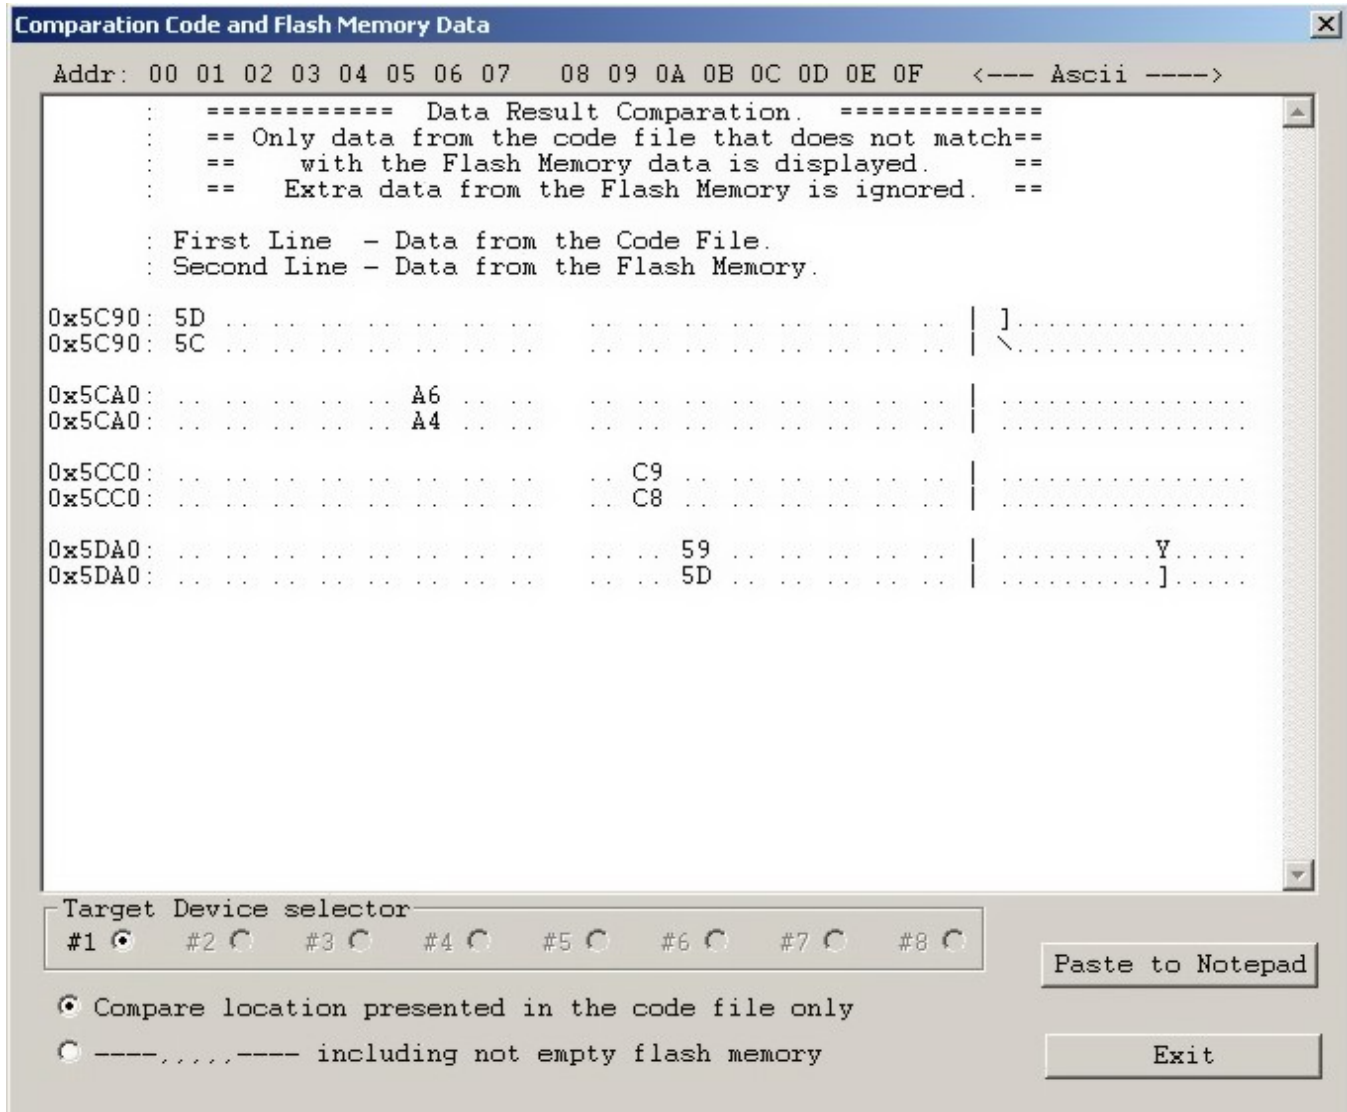 Comparation Code and Flash Memory Data
Addr: 00 01 02 03 04 05 06 07 08 09 0A 0B 0C 0D 0E 0F <--- Ascii ---->
: ============ Data Result Comparation. =============
: == Only data from the code file that does not match==
: == with the Flash Memory data is displayed. ==
: == Extra data from the Flash Memory is ignored. ==
: First Line - Data from the Code File.
: Second Line - Data from the Flash Memory.
0x5C90: 5D .. .. .. .. .. .. .. .. .. .. .. .. .. .. .. | ]...............
0x5C90: 5C .. .. .. .. .. .. .. .. .. .. .. .. .. .. .. | \...............
0x5CA0: .. .. .. .. .. A6 .. .. .. .. .. .. .. .. .. .. | ................
0x5CA0: .. .. .. .. .. A4 .. .. .. .. .. .. .. .. .. .. | ................
0x5CC0: .. .. .. .. .. .. .. .. .. C9 .. .. .. .. .. .. | ................
0x5CC0: .. .. .. .. .. .. .. .. .. C8 .. .. .. .. .. .. | ................
0x5DA0: .. .. .. .. .. .. .. .. .. .. 59 .. .. .. .. .. | ..........Y.....
0x5DA0: .. .. .. .. .. .. .. .. .. .. 5D .. .. .. .. .. | ..........].....
Target Device selector
#1 #2 #3 #4 #5 #6 #7 #8
Paste to Notepad
Compare location presented in the code file only
----,,,,,---- including not empty flash memory
Exit